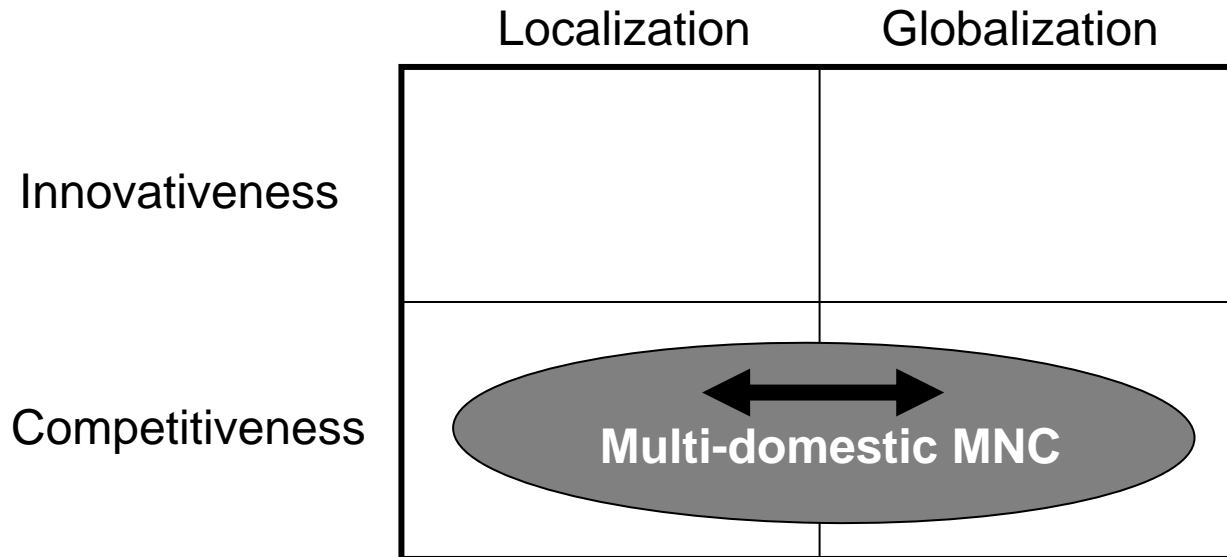 Localization Globalization
Innovativeness
Competitiveness
Multi-domestic MNC